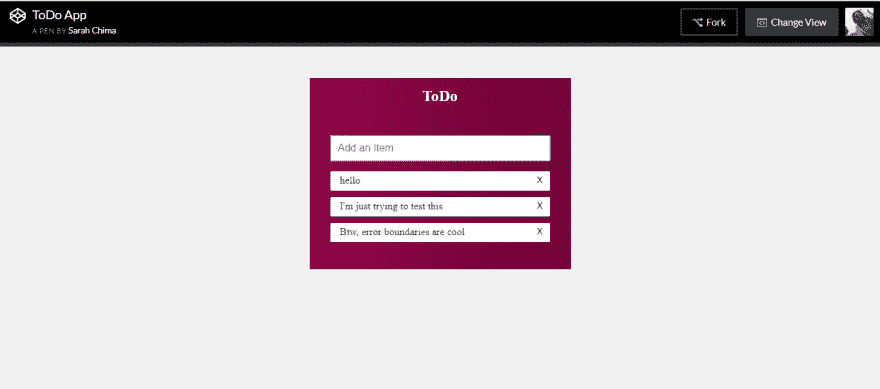 ToDo App
A PEN BY Sarah Chima
Fork
Change View
ToDo
Add an Item
hello X
I'm just trying to test this X
Btw, error boundaries are cool X